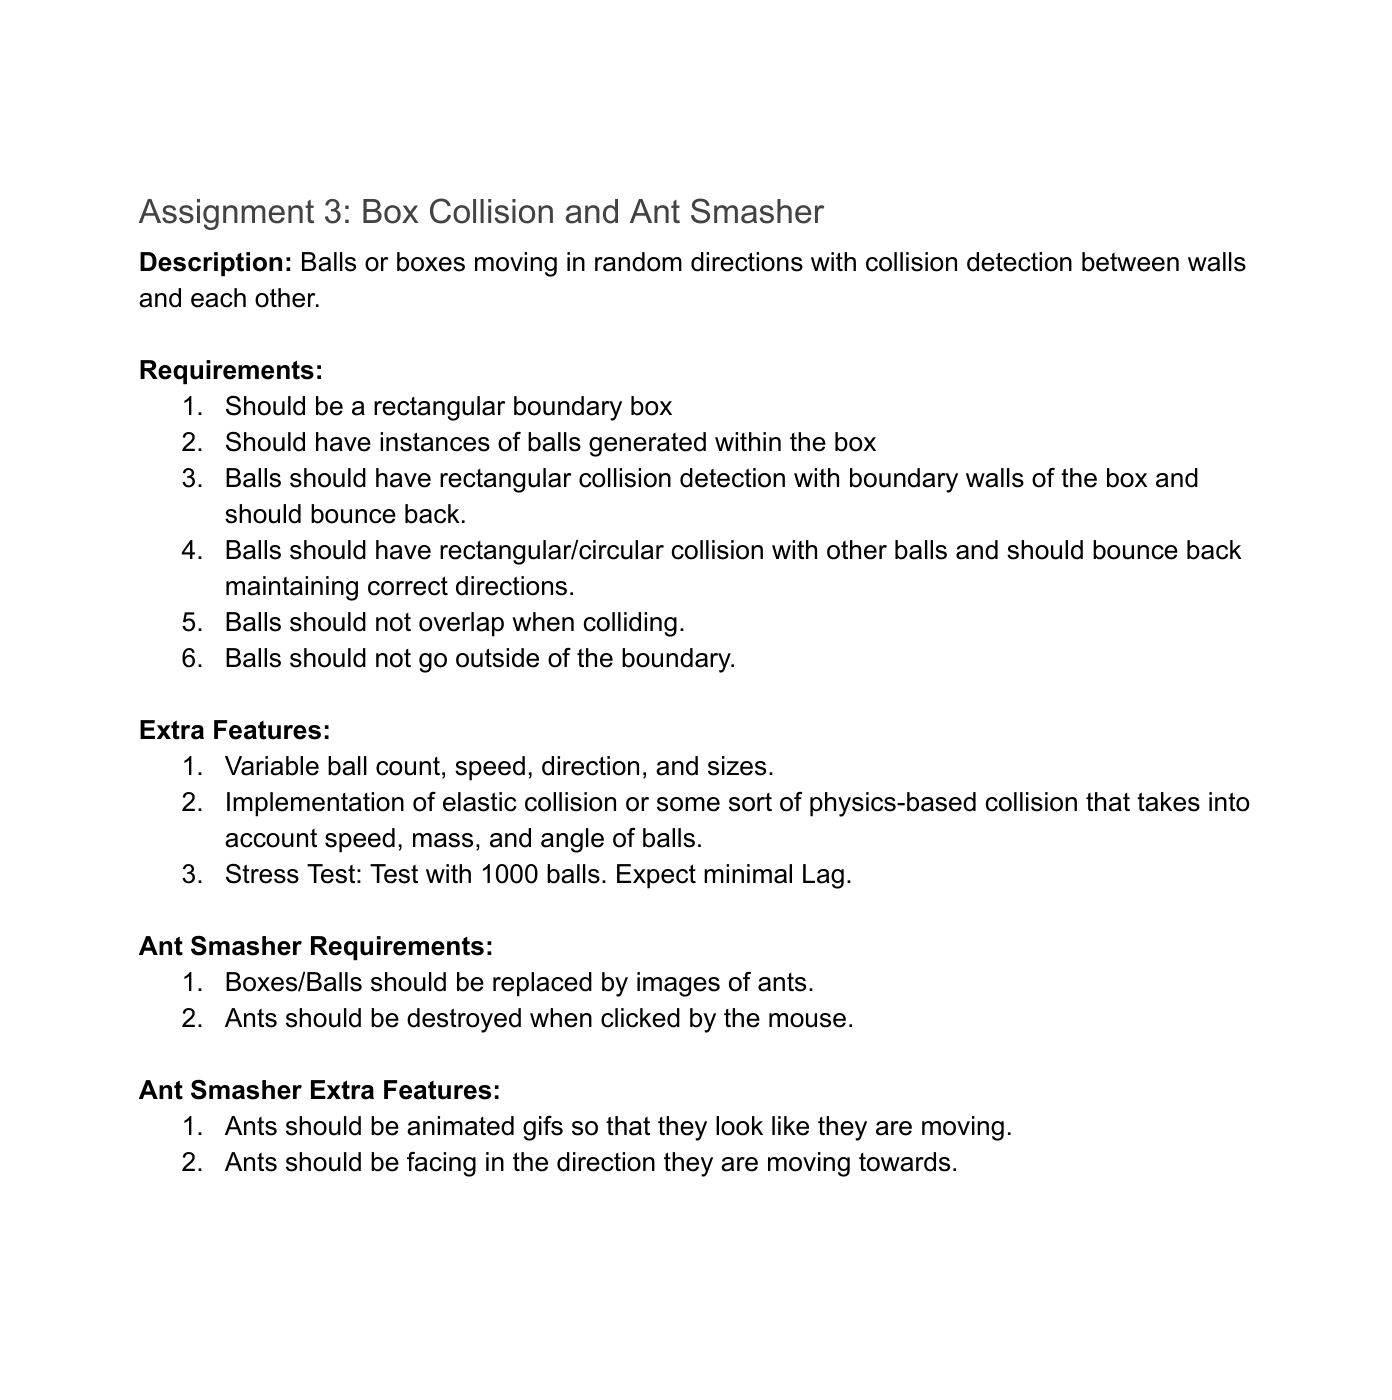 Assignment 3: Box Collision and Ant Smasher
Description: Balls or boxes moving in random directions with collision detection between walls
and each other.
Requirements:
1. Should be a rectangular boundary box
2. Should have instances of balls generated within the box
3. Balls should have rectangular collision detection with boundary walls of the box and
should bounce back.
4. Balls should have rectangular/circular collision with other balls and should bounce back
maintaining correct directions.
5. Balls should not overlap when colliding.
6. Balls should not go outside of the boundary.
Extra Features:
1. Variable ball count, speed, direction, and sizes.
2. Implementation of elastic collision or some sort of physics-based collision that takes into
account speed, mass, and angle of balls.
3. Stress Test: Test with 1000 balls. Expect minimal Lag.
Ant Smasher Requirements:
1. Boxes/Balls should be replaced by images of ants.
2. Ants should be destroyed when clicked by the mouse.
Ant Smasher Extra Features:
1. Ants should be animated gifs so that they look like they are moving.
2. Ants should be facing in the direction they are moving towards.